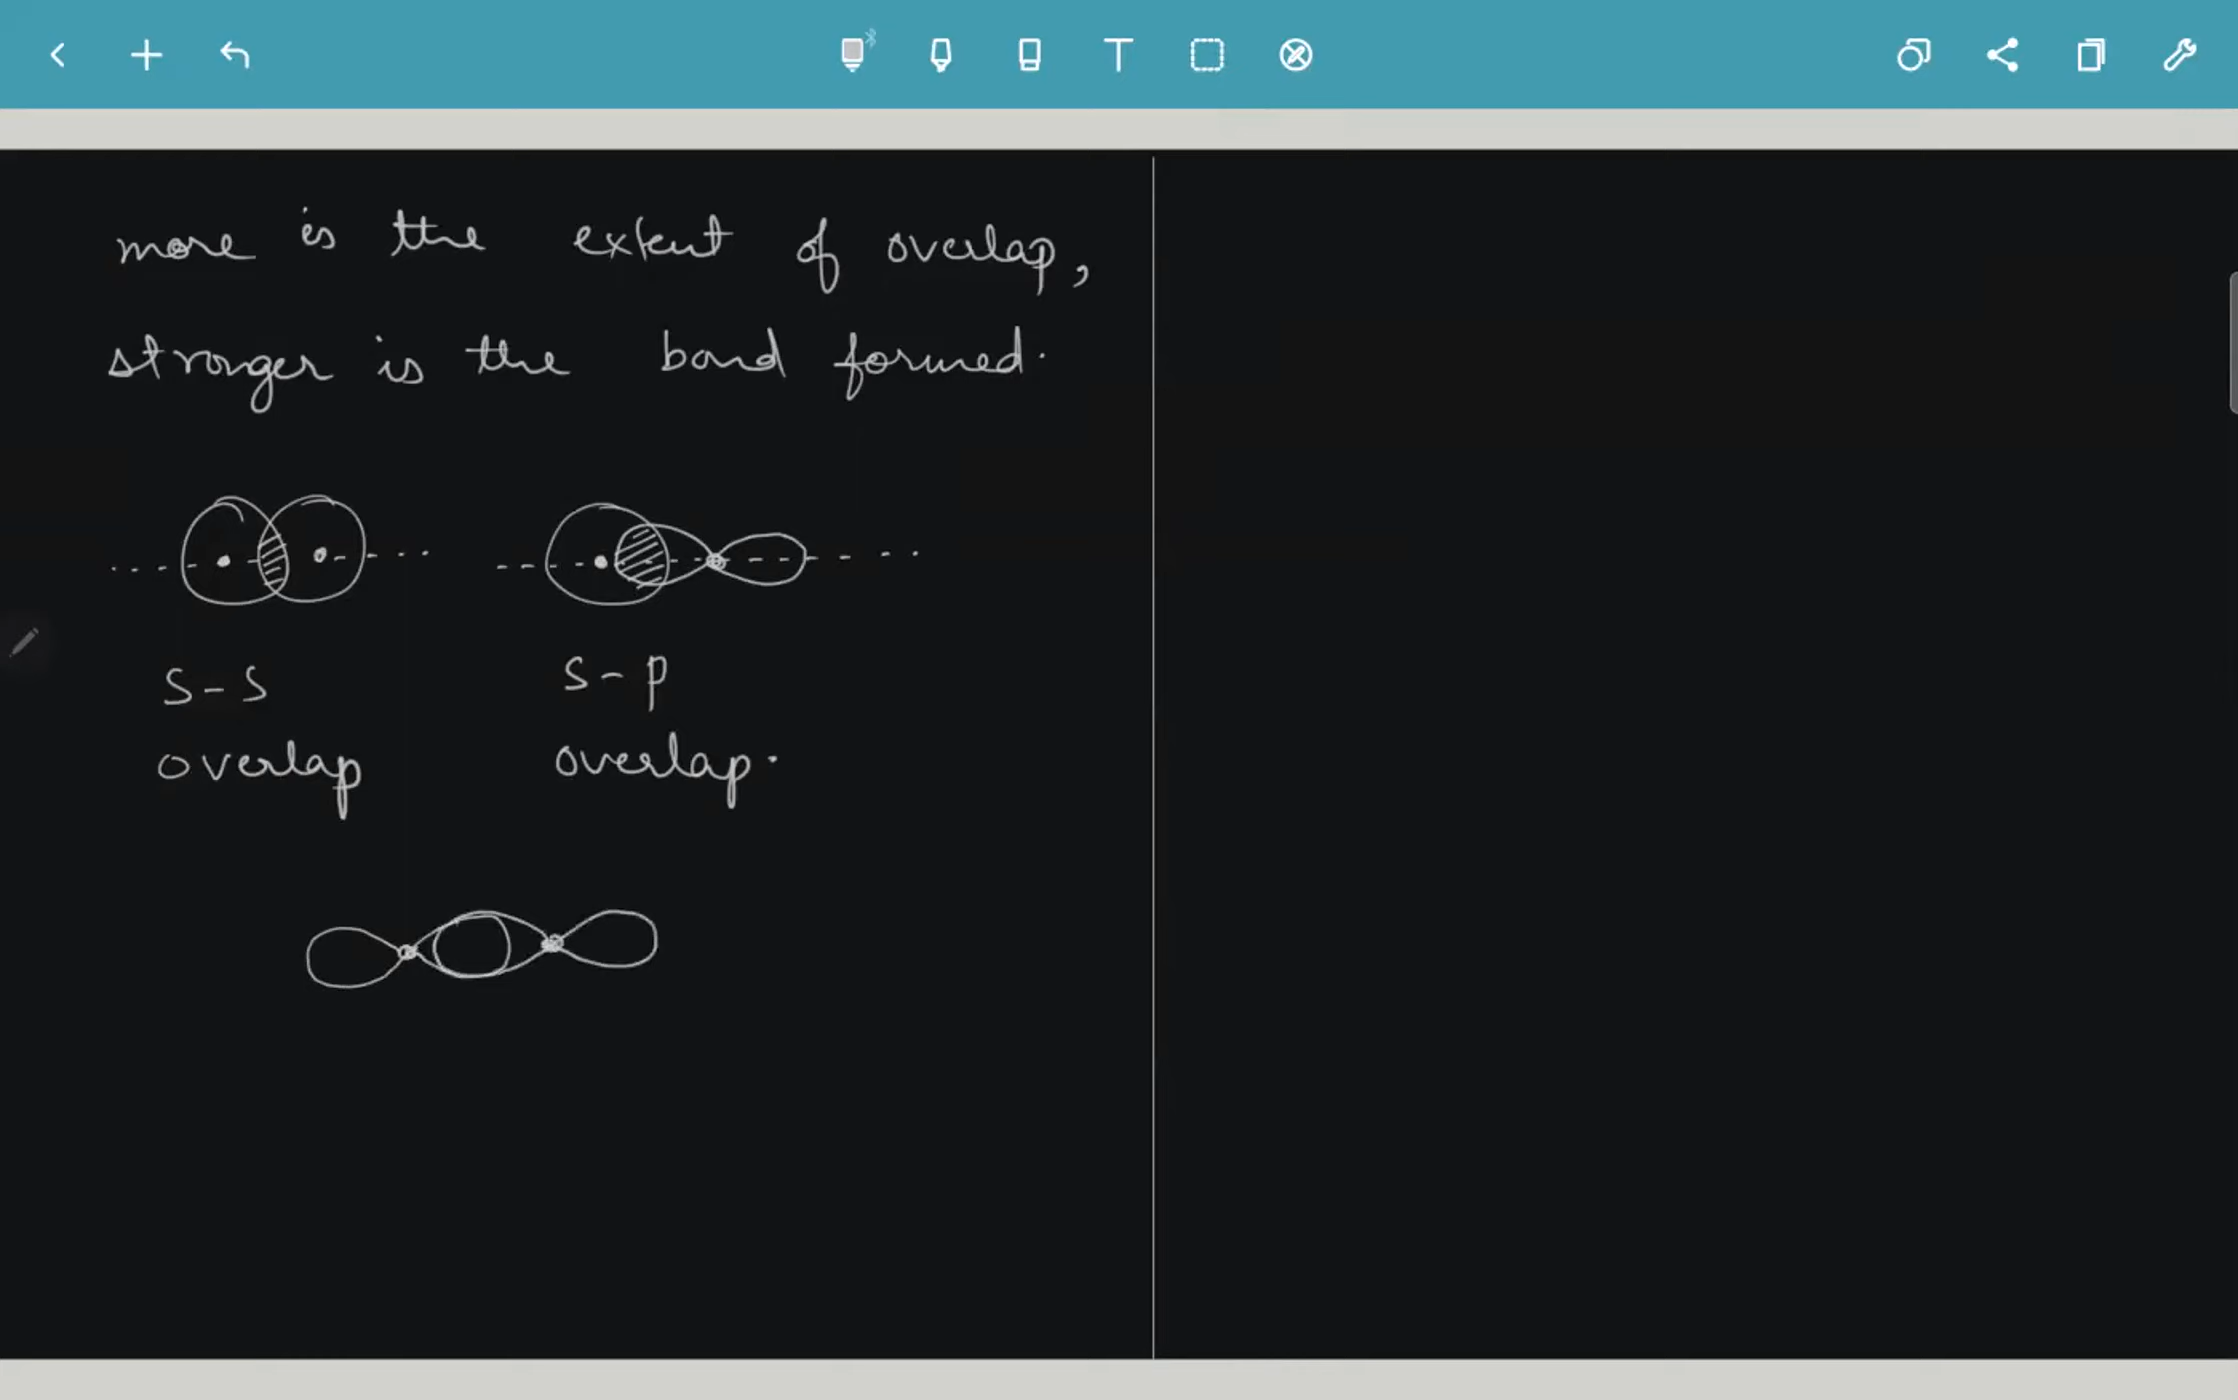 more is the extent of overlap,
stronger is the bond formed.
s - s
overlap
s - p
overlap.